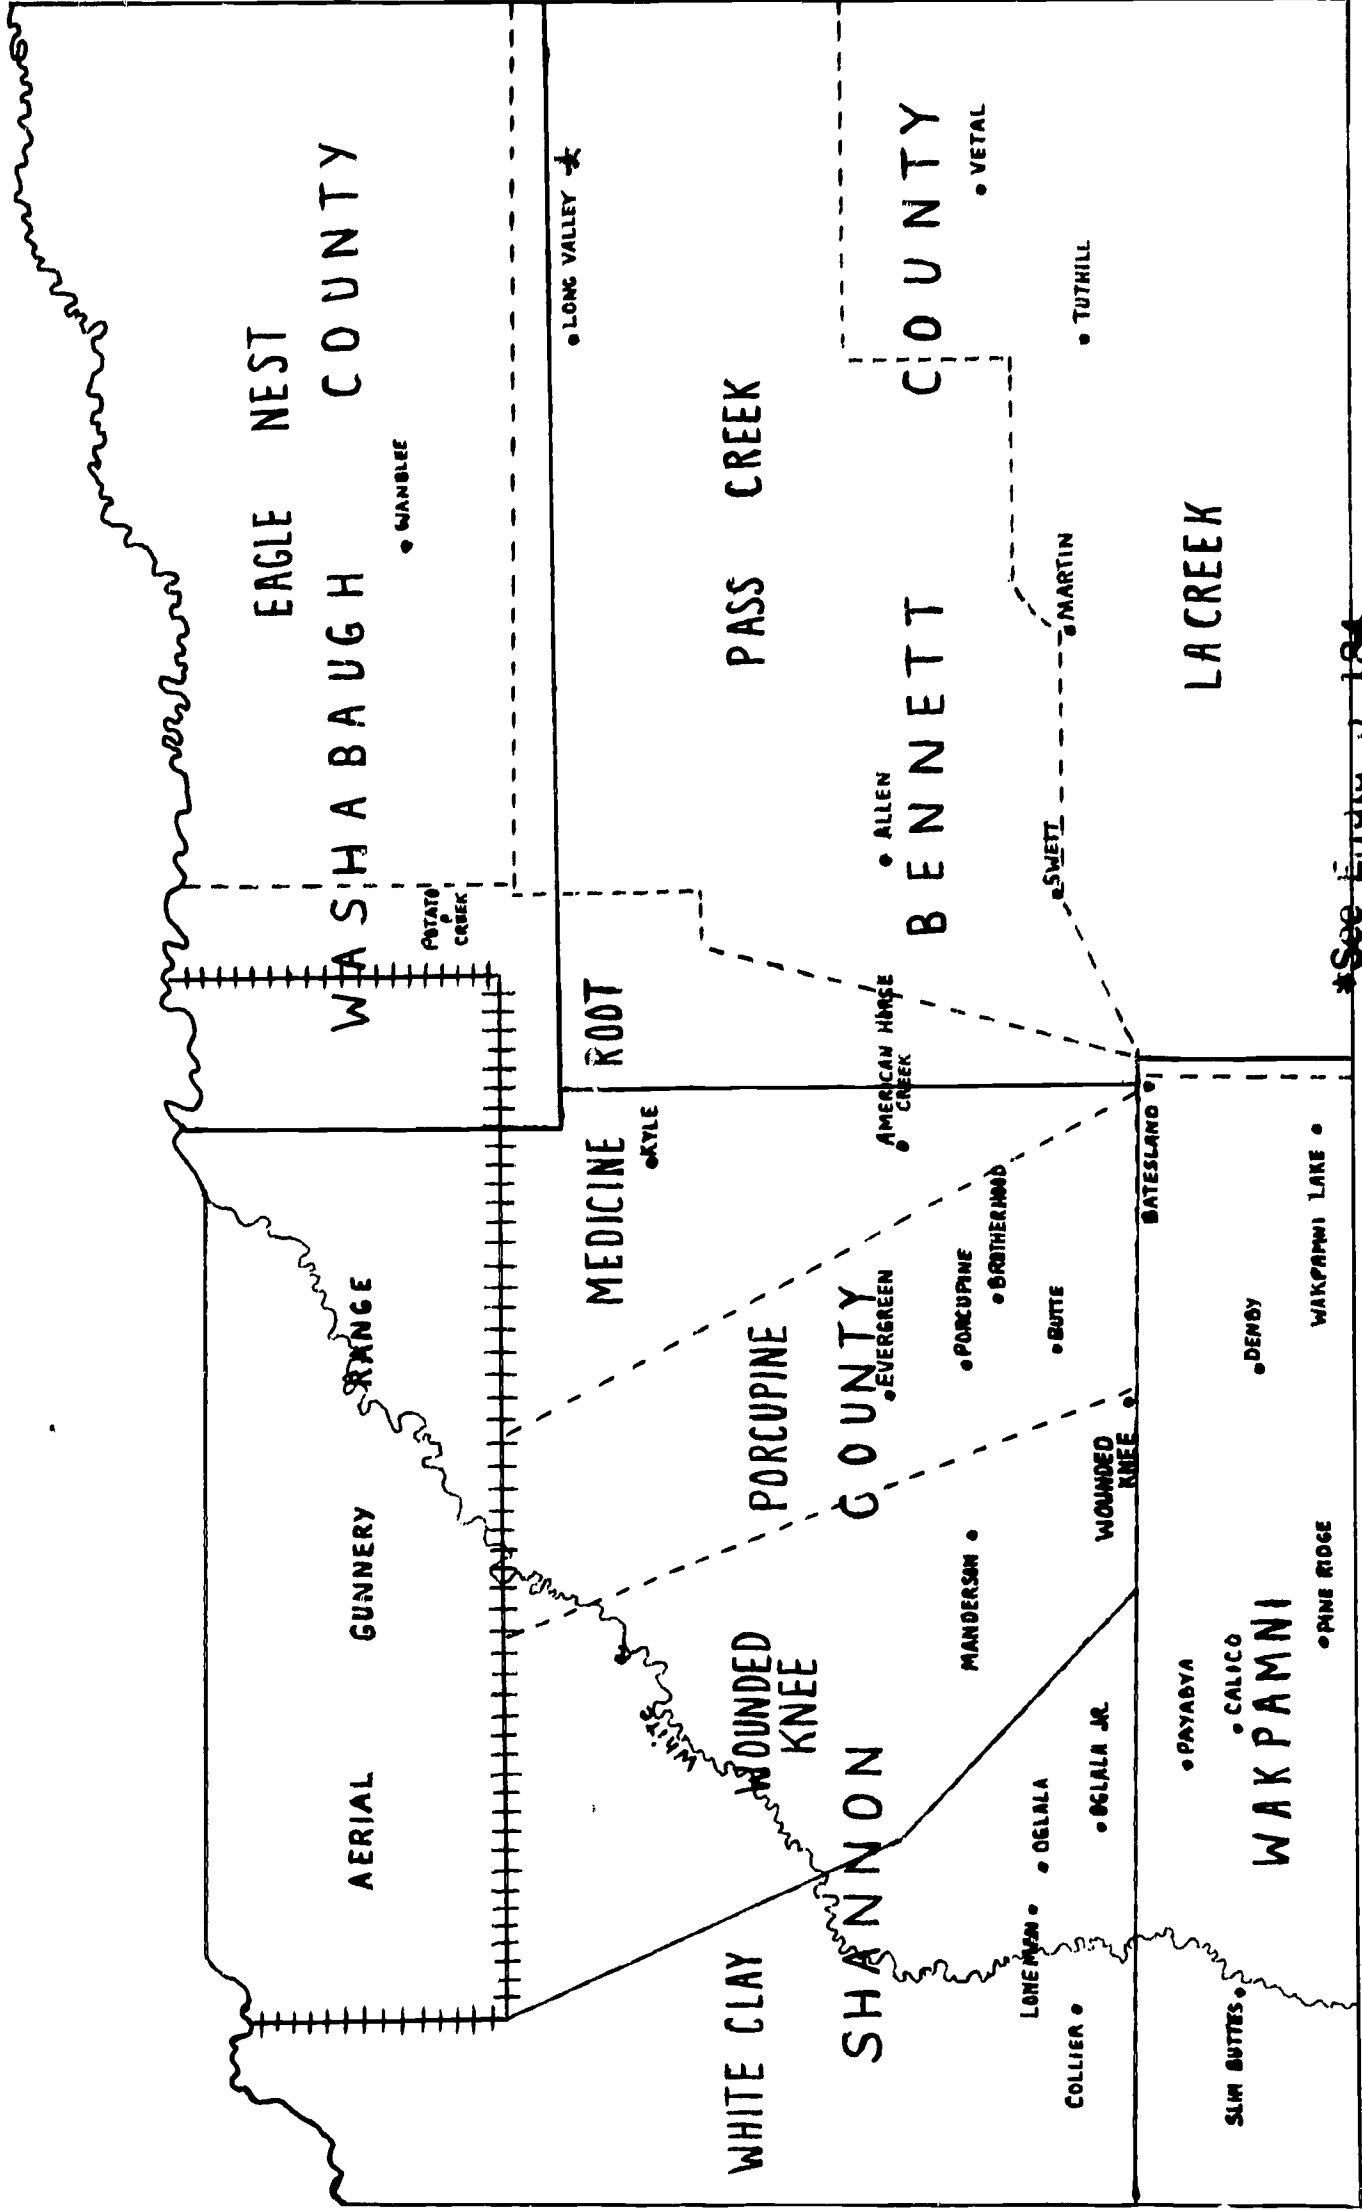 EAGLE NEST
WASHABAUGH COUNTY
WANBLEE
POTATO
CREEK
AERIAL GUNNERY RANGE
LONG VALLEY *
MEDICINE ROOT
KYLE
PASS CREEK
WHITE CLAY
WOUNDED
KNEE
PORCUPINE
WHITE
SHANNON COUNTY
BENNETT COUNTY
ALLEN
AMERICAN HORSE
CREEK
EVERGREEN
VETAL
PORCUPINE
BROTHERHOOD
MANDERSON
BUTTE
TUTHILL
MARTIN
SWETT
LONEMAN
OGLALA
COLLIER
OGLALA JR.
WOUNDED
KNEE
BATESLAND
LACREEK
PAYABYA
CALICO
SLIM BUTTES
DENBY
WAKPAMNI
PINE RIDGE
WAKPAMNI LAKE
*See